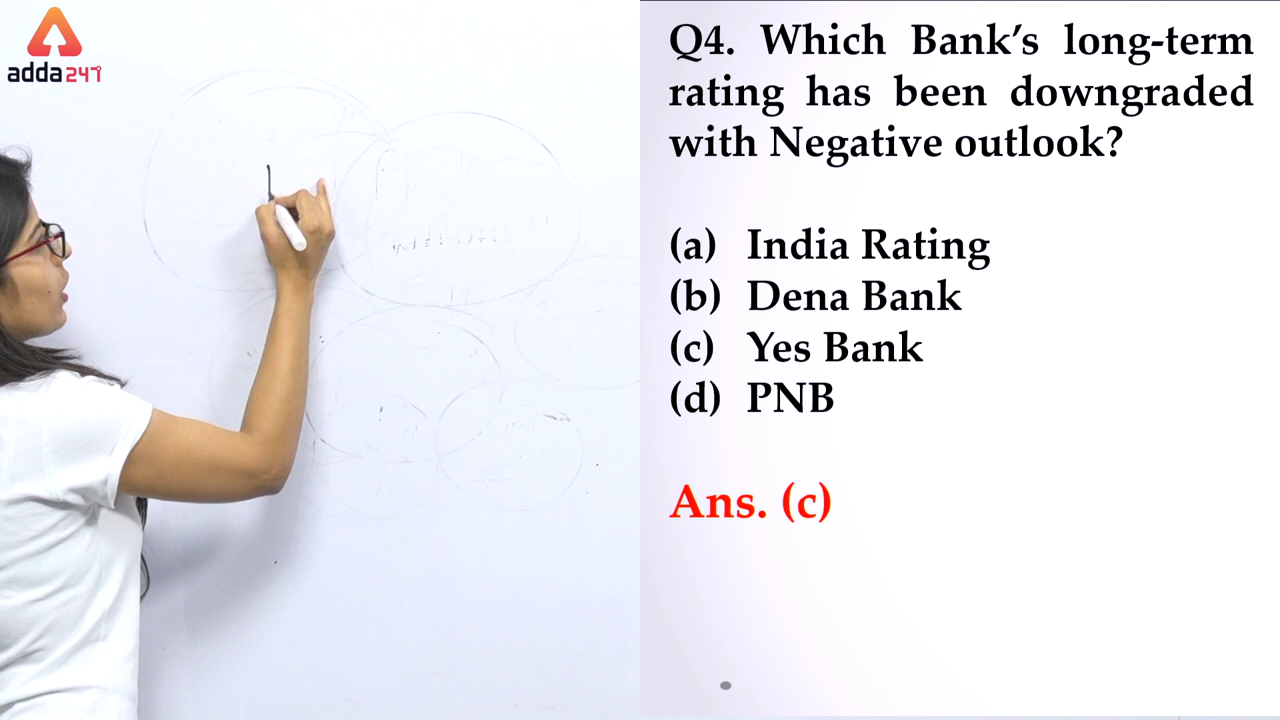 adda247
Q4. Which Bank's long-term
rating has been downgraded
with Negative outlook?
(a) India Rating
(b) Dena Bank
(c) Yes Bank
(d) PNB
Ans. (c)